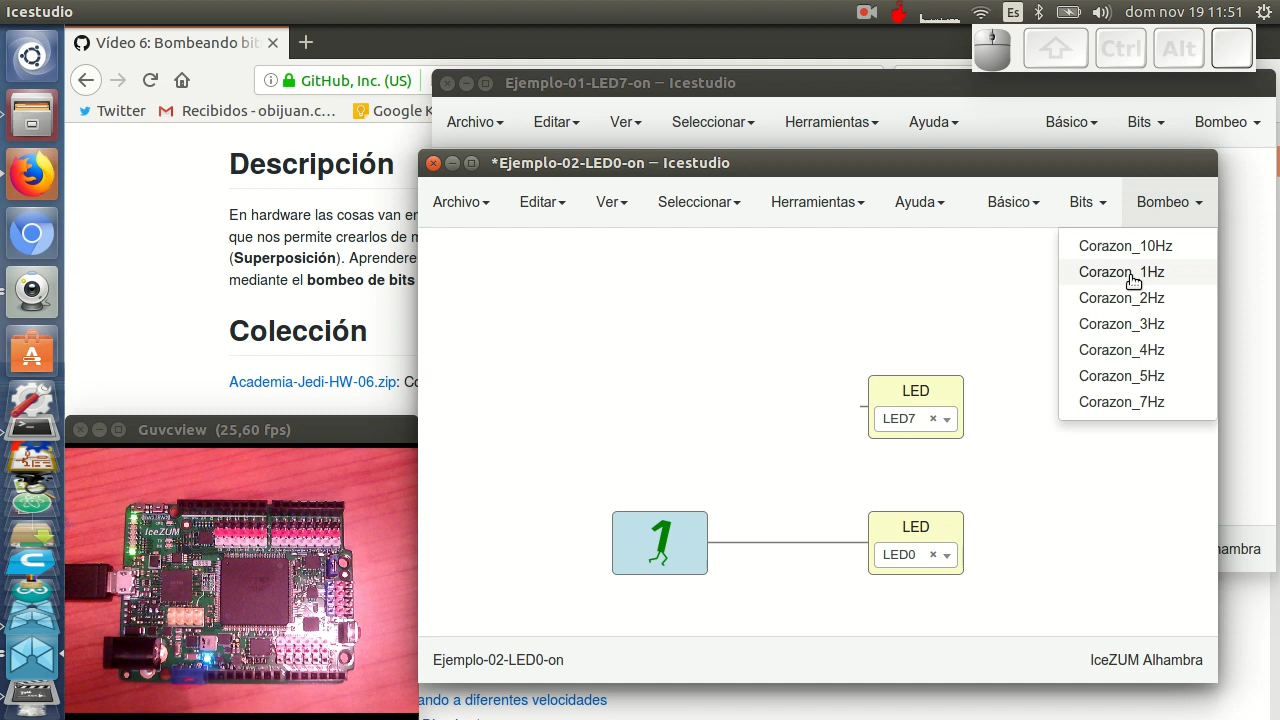 Icestudio
Es
dom nov 19 11:51
Vídeo 6: Bombeando bit
Ctrl
Alt
GitHub, Inc. (US)
Twitter
Recibidos - obijuan.c...
Google K
Ejemplo-01-LED7-on — Icestudio
Archivo
Editar
Ver
Seleccionar
Herramientas
Ayuda
Básico
Bits
Bombeo
Descripción
En hardware las cosas van en
que nos permite crearlos de m
(Superposición). Aprendere
mediante el bombeo de bits
Colección
Academia-Jedi-HW-06.zip: Co
*Ejemplo-02-LED0-on — Icestudio
Archivo
Editar
Ver
Seleccionar
Herramientas
Ayuda
Básico
Bits
Bombeo
Corazon_10Hz
Corazon_1Hz
Corazon_2Hz
Corazon_3Hz
Corazon_4Hz
Corazon_5Hz
Corazon_7Hz
LED
LED7
1
LED
LED0
Ejemplo-02-LED0-on
IceZUM Alhambra
hambra
Guvcview (25,60 fps)
IceZUM
ando a diferentes velocidades